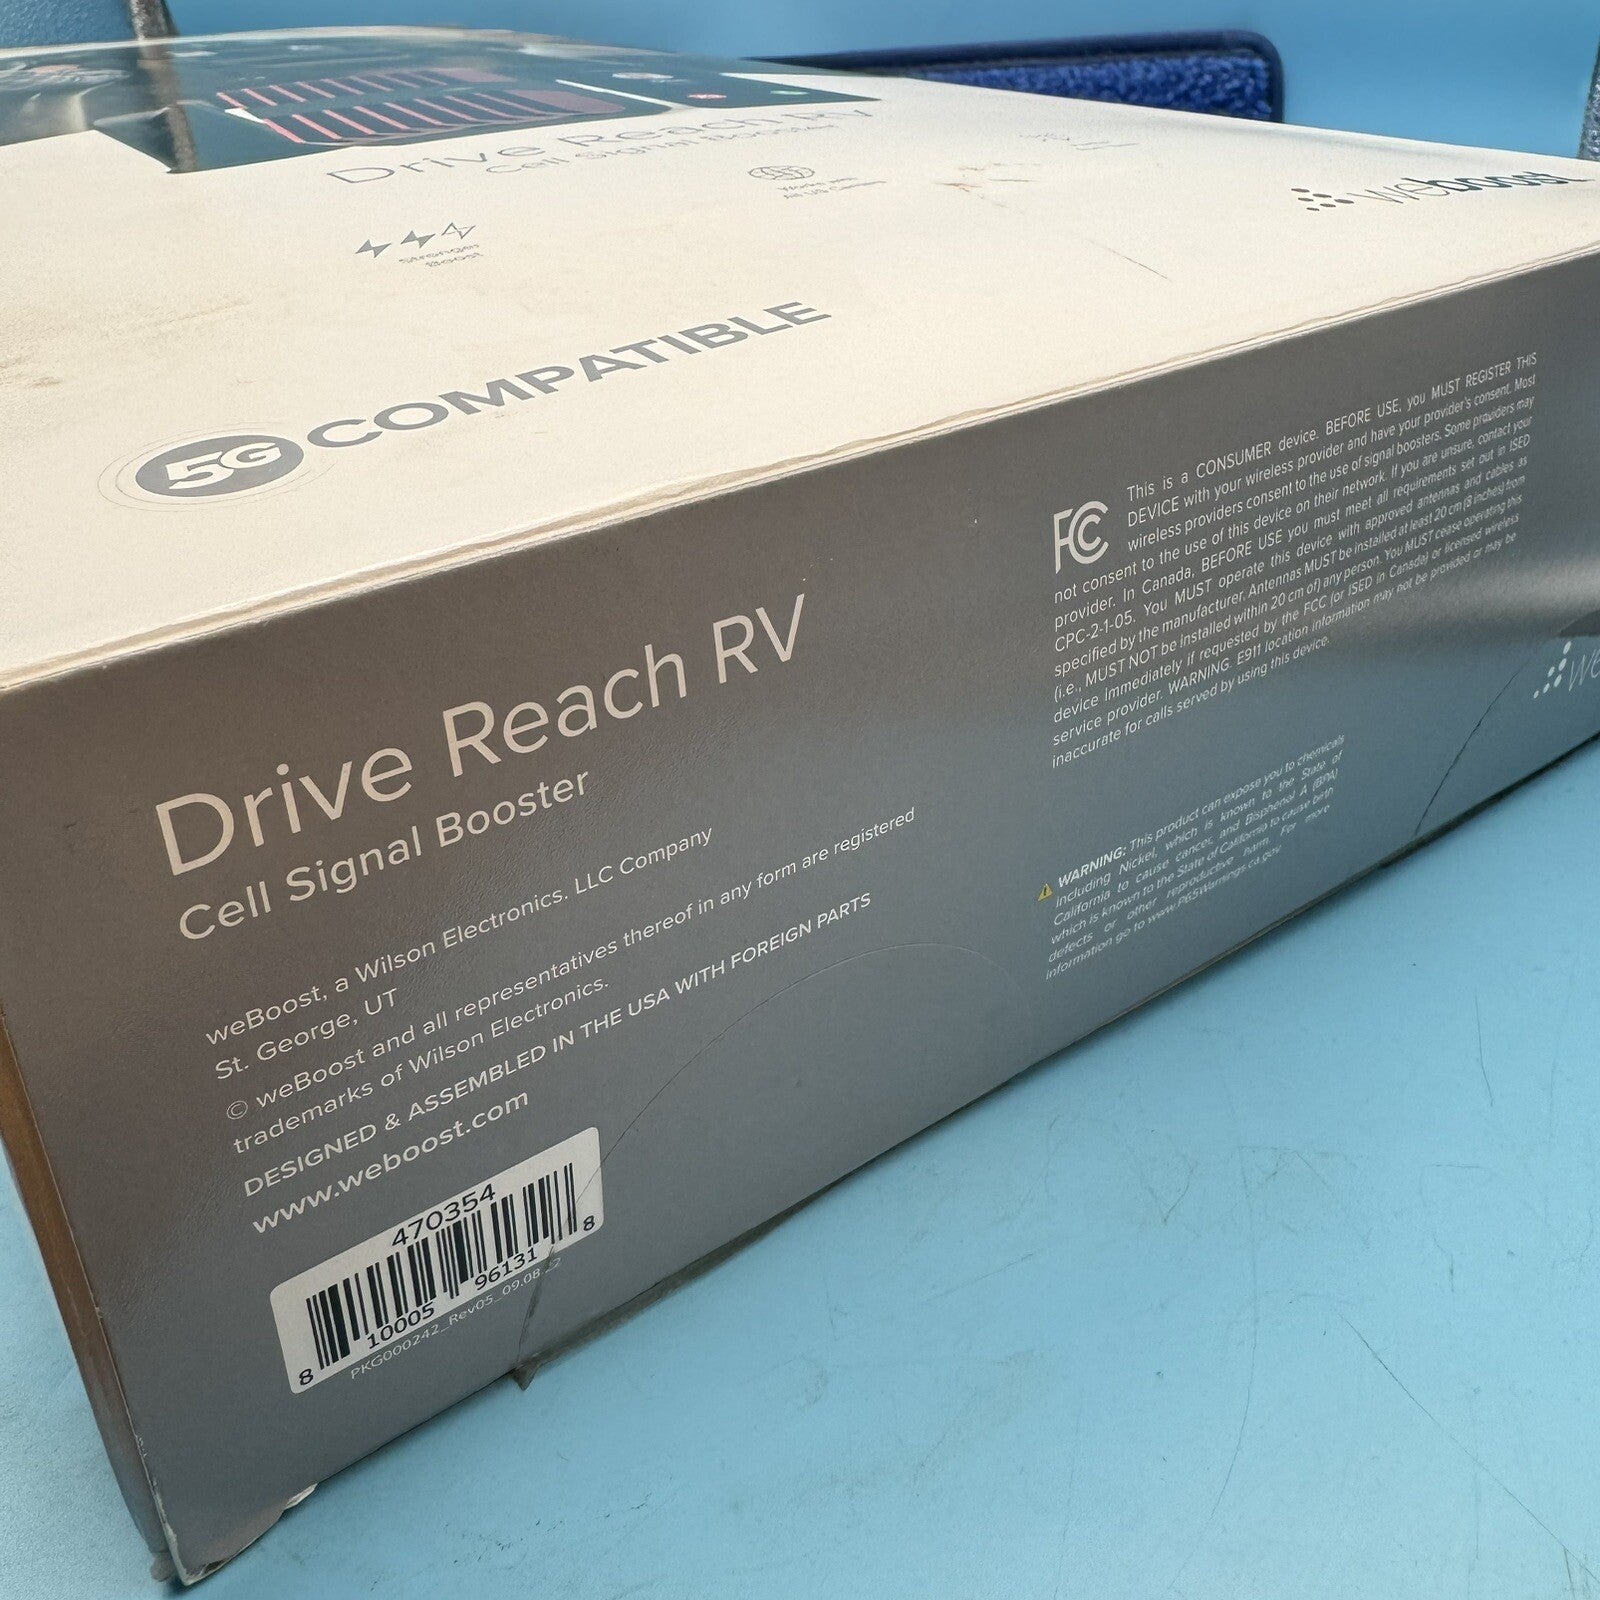 Drive Reach RV
Cell Signal Booster
Stronger
Boost
Works with
All US Carriers
weboost
5G COMPATIBLE
Drive Reach RV
Cell Signal Booster
weBoost, a Wilson Electronics. LLC Company
St. George, UT
© weBoost and all representatives thereof in any form are registered
trademarks of Wilson Electronics.
DESIGNED & ASSEMBLED IN THE USA WITH FOREIGN PARTS
www.weboost.com
470354
8 10005 96131 8
PKG000242_Rev05_09.08.22
FC This is a CONSUMER device. BEFORE USE, you MUST REGISTER THIS
DEVICE with your wireless provider and have your provider's consent. Most
wireless providers consent to the use of signal boosters. Some providers may
not consent to the use of this device on their network. If you are unsure, contact your
provider. In Canada, BEFORE USE you must meet all requirements set out in ISED
CPC-2-1-05. You MUST operate this device with approved antennas and cables as
specified by the manufacturer. Antennas MUST be installed at least 20 cm (8 inches) from
(i.e., MUST NOT be installed within 20 cm of) any person. You MUST cease operating this
device immediately if requested by the FCC (or ISED in Canada) or licensed wireless
service provider. WARNING. E911 location information may not be provided or may be
inaccurate for calls served by using this device.
WARNING: This product can expose you to chemicals
including Nickel, which is known to the State of
California to cause cancer, and Bisphenol A (BPA)
which is known to the State of California to cause birth
defects or other reproductive harm. For more
information go to www.P65Warnings.ca.gov
we